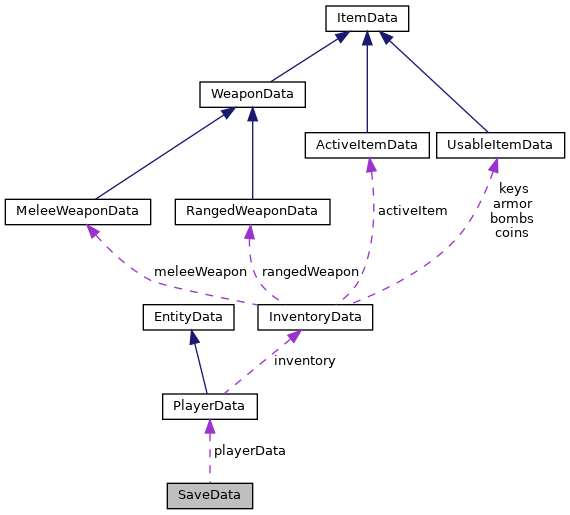 ItemData
WeaponData
ActiveItemData
UsableItemData
keys
armor
bombs
coins
MeleeWeaponData
RangedWeaponData
activeItem
meleeWeapon
rangedWeapon
EntityData
InventoryData
inventory
PlayerData
playerData
SaveData